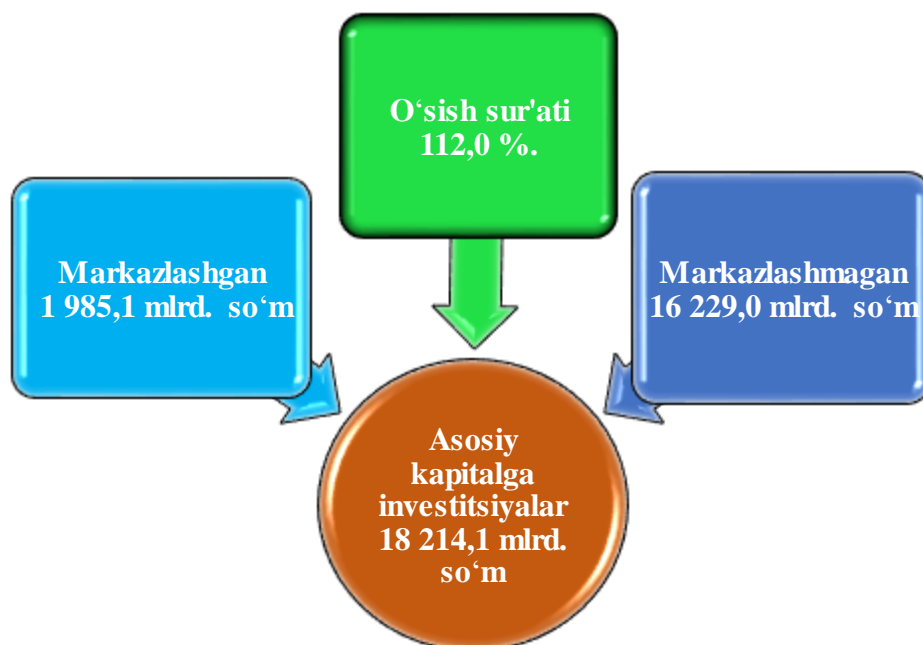 O‘sish sur'ati
112,0 %.
Markazlashgan
1 985,1 mlrd. so‘m
Markazlashmagan
16 229,0 mlrd. so‘m
Asosiy
kapitalga
investitsiyalar
18 214,1 mlrd.
so‘m